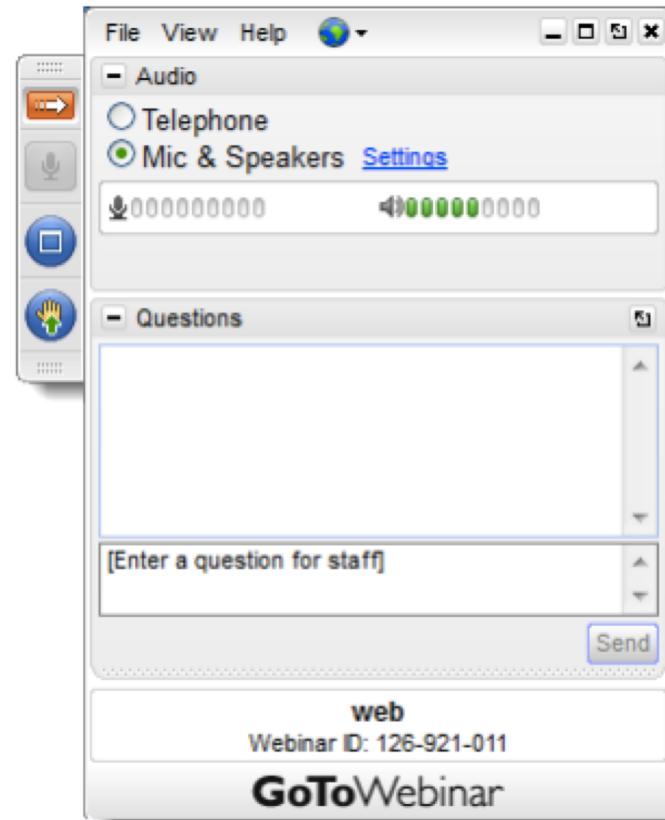 File View Help
Audio
Telephone
Mic & Speakers Settings
Questions
[Enter a question for staff]
Send
web
Webinar ID: 126-921-011
GoToWebinar